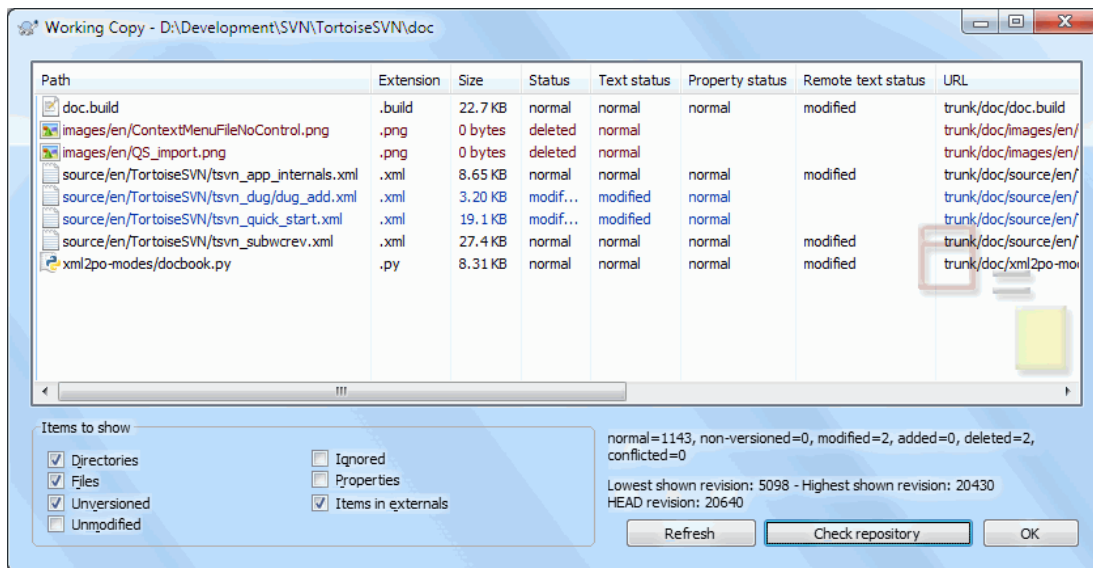 Working Copy - D:\Development\SVN\TortoiseSVN\doc
Path Extension Size Status Text status Property status Remote text status URL
doc.build .build 22.7 KB normal normal normal modified trunk/doc/doc.build
images/en/ContextMenuFileNoControl.png .png 0 bytes deleted normal trunk/doc/images/en/
images/en/QS_import.png .png 0 bytes deleted normal trunk/doc/images/en/
source/en/TortoiseSVN/tsvn_app_internals.xml .xml 8.65 KB normal normal normal modified trunk/doc/source/en/
source/en/TortoiseSVN/tsvn_dug/dug_add.xml .xml 3.20 KB modif... modified normal trunk/doc/source/en/
source/en/TortoiseSVN/tsvn_quick_start.xml .xml 19.1 KB modif... modified normal trunk/doc/source/en/
source/en/TortoiseSVN/tsvn_subwcrev.xml .xml 27.4 KB normal normal normal modified trunk/doc/source/en/
xml2po-modes/docbook.py .py 8.31 KB normal normal normal modified trunk/doc/xml2po-mo
Items to show
Directories Ignored
Files Properties
Unversioned Items in externals
Unmodified
normal=1143, non-versioned=0, modified=2, added=0, deleted=2,
conflicted=0
Lowest shown revision: 5098 - Highest shown revision: 20430
HEAD revision: 20640
Refresh Check repository OK